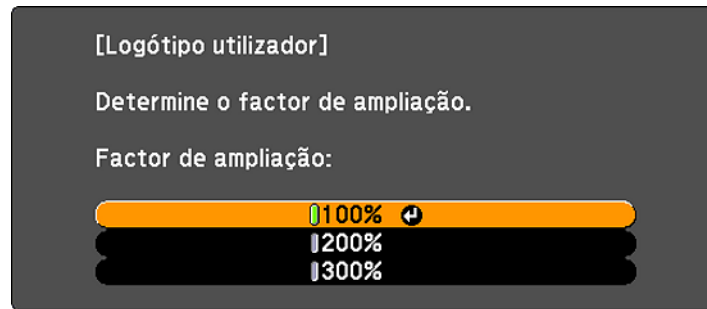 [Logótipo utilizador]
Determine o factor de ampliação.
Factor de ampliação:
100%
200%
300%